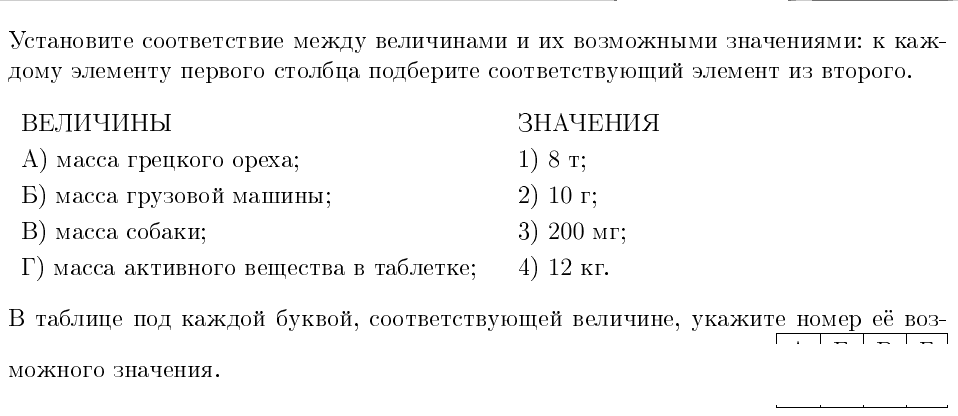 Установите соответствие между величинами и их возможными значениями: к каж-
дому элементу первого столбца подберите соответствующий элемент из второго.
ВЕЛИЧИНЫ
А) масса грецкого ореха;
Б) масса грузовой машины;
В) масса собаки;
Г) масса активного вещества в таблетке;
ЗНАЧЕНИЯ
1) 8 т;
2) 10 г;
3) 200 мг;
4) 12 кг.
В таблице под каждой буквой, соответствующей величине, укажите номер её воз-
можного значения.